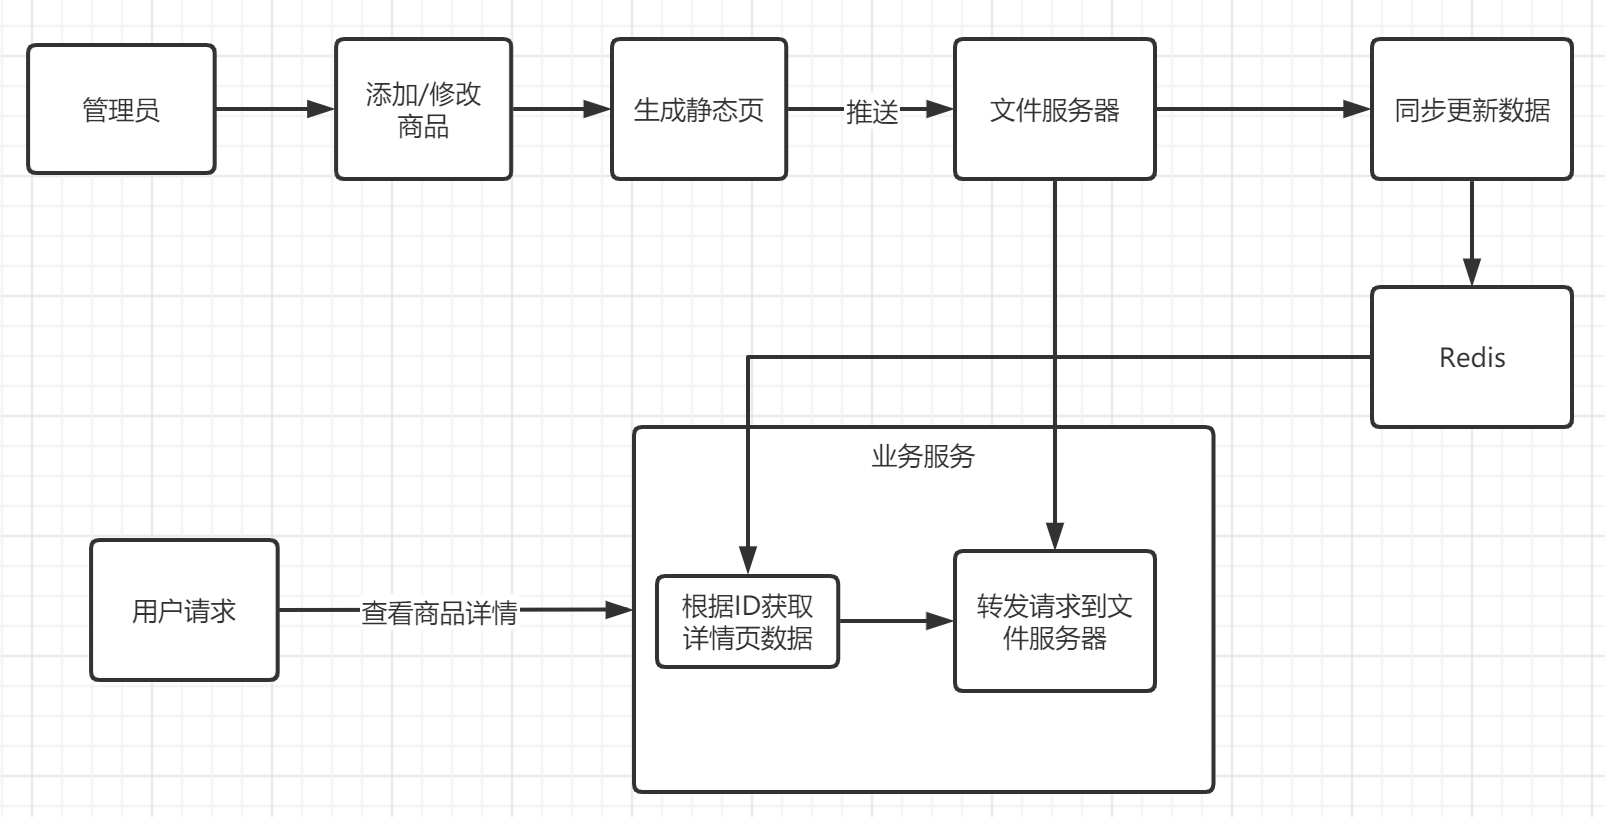 管理员
添加/修改
商品
生成静态页
推送
文件服务器
同步更新数据
Redis
业务服务
用户请求
查看商品详情
根据ID获取
详情页数据
转发请求到文
件服务器